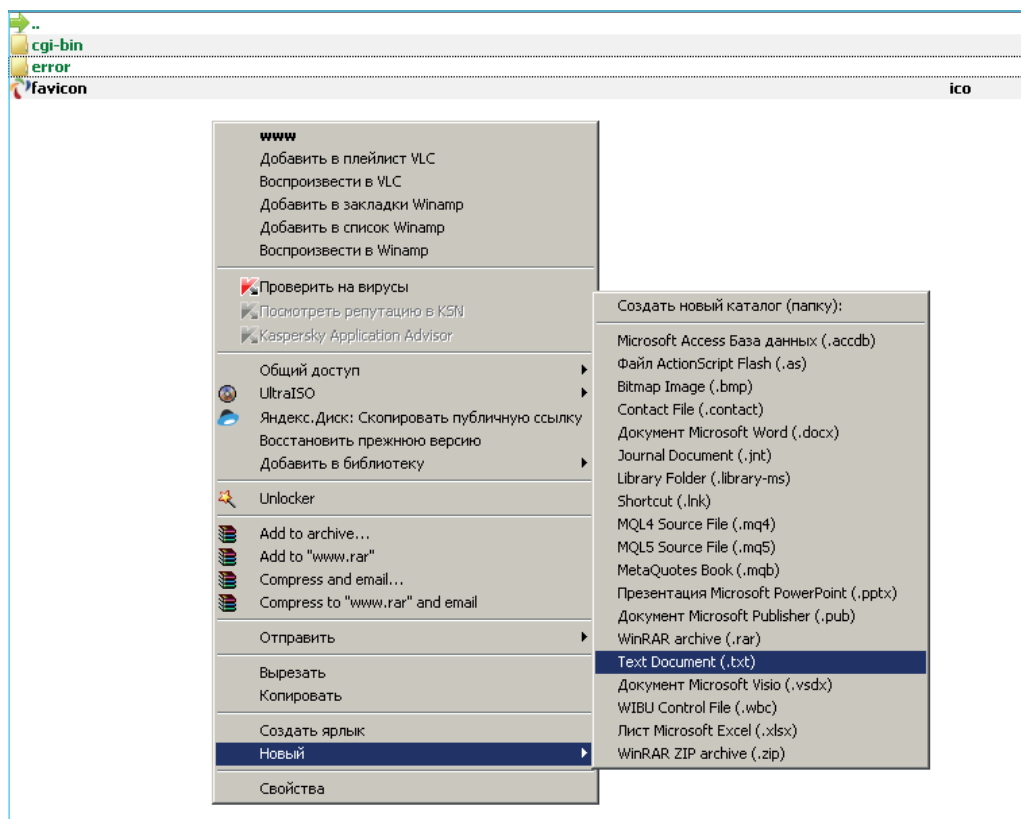 ..
cgi-bin
error
favicon ico
www
Добавить в плейлист VLC
Воспроизвести в VLC
Добавить в закладки Winamp
Добавить в список Winamp
Воспроизвести в Winamp
Проверить на вирусы
Посмотреть репутацию в KSN
Kaspersky Application Advisor
Общий доступ
UltraISO
Яндекс.Диск: Скопировать публичную ссылку
Восстановить прежнюю версию
Добавить в библиотеку
Unlocker
Add to archive...
Add to "www.rar"
Compress and email...
Compress to "www.rar" and email
Отправить
Вырезать
Копировать
Создать ярлык
Новый
Свойства
Создать новый каталог (папку):
Microsoft Access База данных (.accdb)
Файл ActionScript Flash (.as)
Bitmap Image (.bmp)
Contact File (.contact)
Документ Microsoft Word (.docx)
Journal Document (.jnt)
Library Folder (.library-ms)
Shortcut (.lnk)
MQL4 Source File (.mq4)
MQL5 Source File (.mq5)
MetaQuotes Book (.mqb)
Презентация Microsoft PowerPoint (.pptx)
Документ Microsoft Publisher (.pub)
WinRAR archive (.rar)
Text Document (.txt)
Документ Microsoft Visio (.vsdx)
WIBU Control File (.wbc)
Лист Microsoft Excel (.xlsx)
WinRAR ZIP archive (.zip)